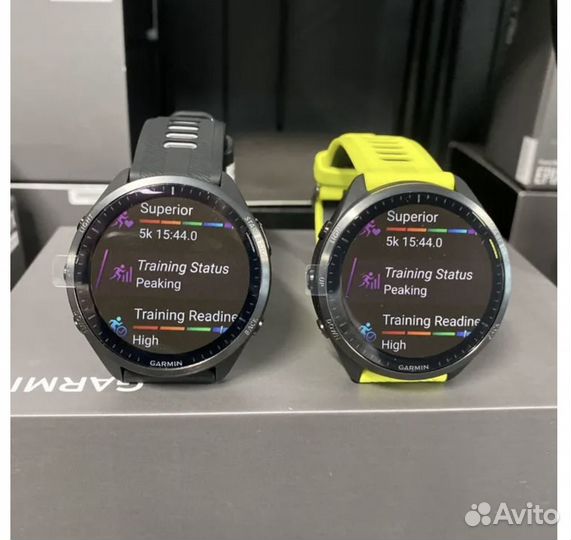 Superior
5k 15:44.0
Training Status
Peaking
Training Readine
High
GARMIN
Superior
5k 15:44.0
Training Status
Peaking
Training Readine
High
GARMIN
GARMI
Avito